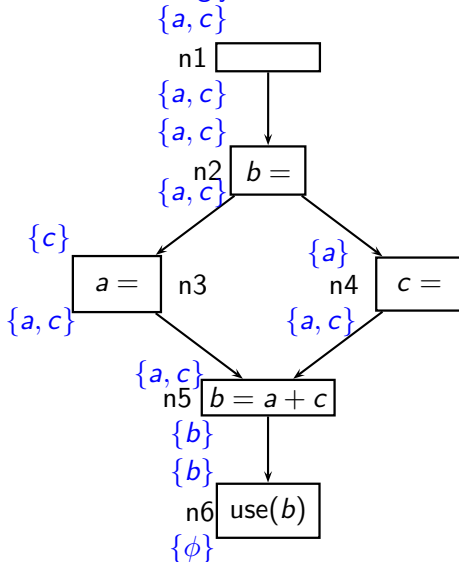 {a, c}
n1
{a, c}
{a, c}
n2 b =
{a, c}
{c} {a}
a = n3 n4 c =
{a, c} {a, c}
{a, c}
n5 b = a + c
{b}
{b}
n6 use(b)
{ϕ}